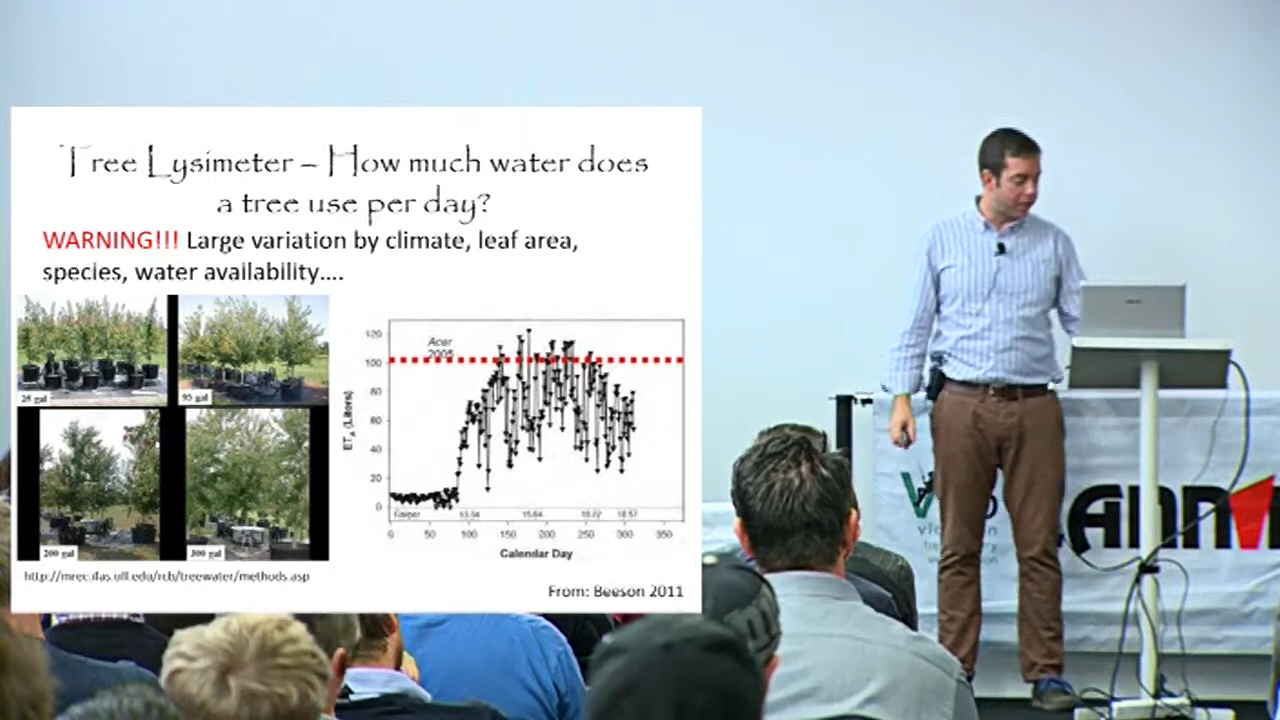 Tree Lysimeter – How much water does
a tree use per day?
WARNING!!! Large variation by climate, leaf area,
species, water availability....
25 gal
95 gal
200 gal
300 gal
http://mrec.ifas.ufl.edu/rcb/treewater/methods.asp
Acer
2005
120
100
80
60
40
20
0
ET (Liters)
0 50 100 150 200 250 300 350
Calendar Day
From: Beeson 2011